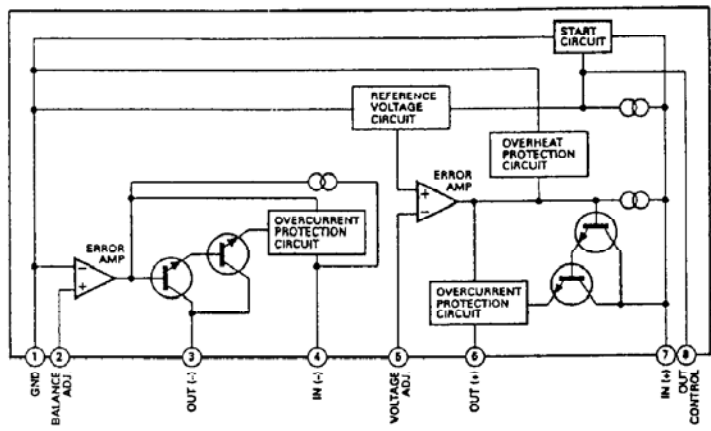 START
CIRCUIT
REFERENCE
VOLTAGE
CIRCUIT
OVERHEAT
PROTECTION
CIRCUIT
ERROR
AMP
+
−
OVERCURRENT
PROTECTION
CIRCUIT
ERROR
AMP
−
+
OVERCURRENT
PROTECTION
CIRCUIT
1
2
3
4
5
6
7
8
GND
BALANCE
ADJ.
OUT (-)
IN (-)
VOLTAGE
ADJ.
OUT (+)
IN (+)
OUT
CONTROL